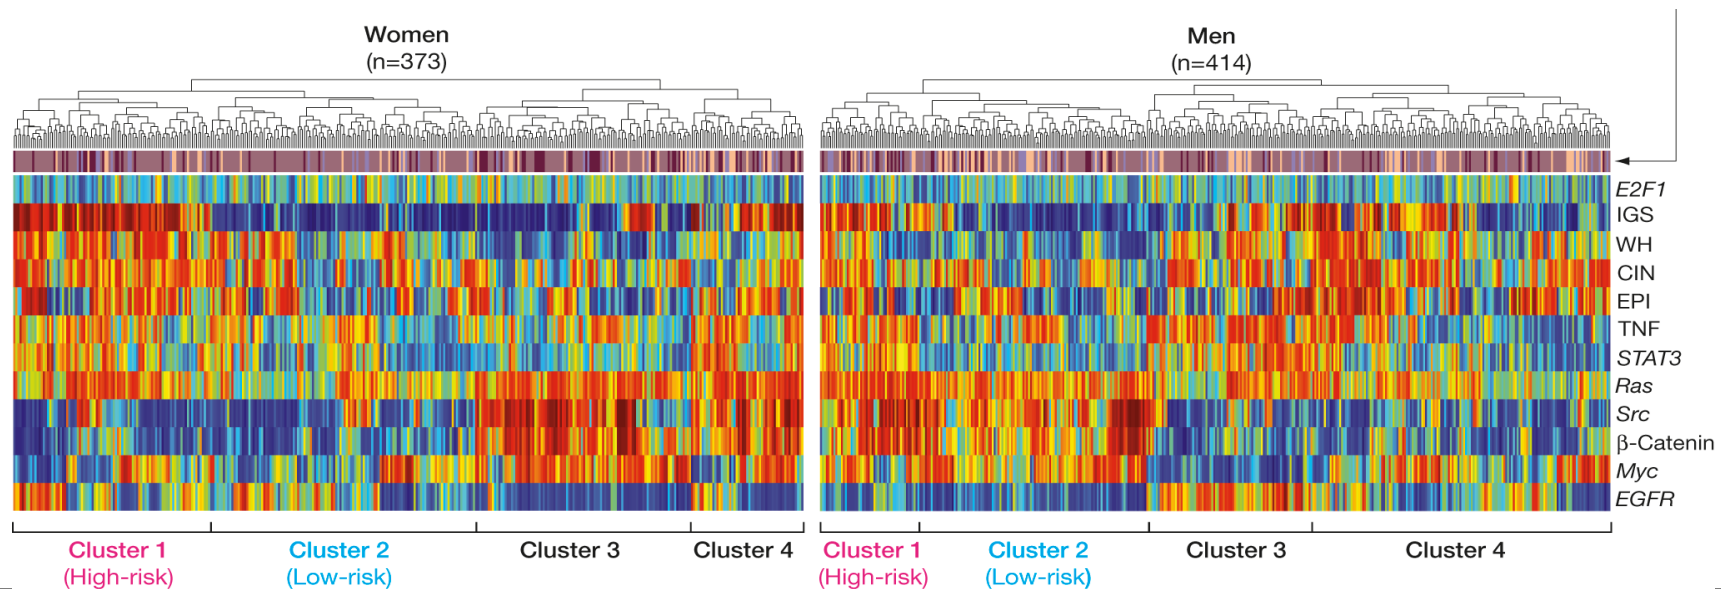 Women
(n=373)
Men
(n=414)
E2F1
IGS
WH
CIN
EPI
TNF
STAT3
Ras
Src
β-Catenin
Myc
EGFR
Cluster 1
(High-risk)
Cluster 2
(Low-risk)
Cluster 3
Cluster 4
Cluster 1
(High-risk)
Cluster 2
(Low-risk)
Cluster 3
Cluster 4